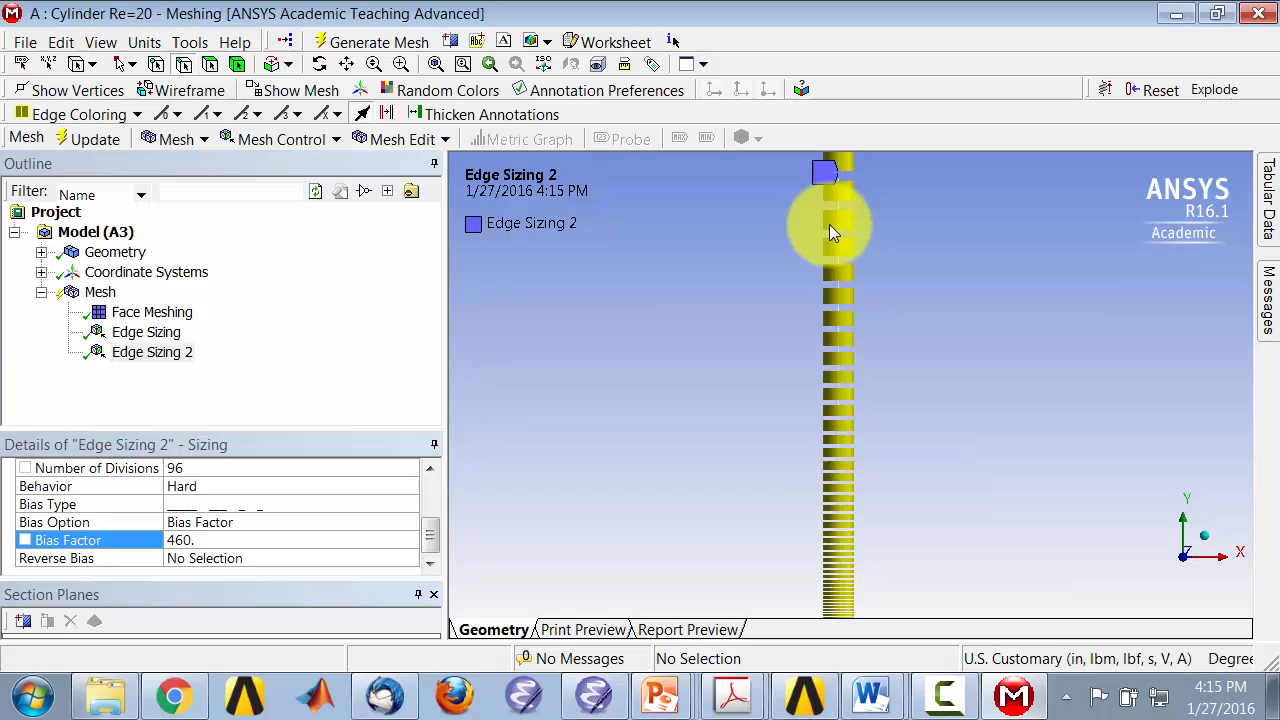 A : Cylinder Re=20 - Meshing [ANSYS Academic Teaching Advanced]
File Edit View Units Tools Help Generate Mesh Worksheet
Show Vertices Wireframe Show Mesh Random Colors Annotation Preferences Reset Explode
Edge Coloring Thicken Annotations
Mesh Update Mesh Mesh Control Mesh Edit Metric Graph Probe MAX MIN
Outline
Filter: Name
Project
Model (A3)
Geometry
Coordinate Systems
Mesh
Face Meshing
Edge Sizing
Edge Sizing 2
Details of "Edge Sizing 2" - Sizing
Number of Divisions 96
Behavior Hard
Bias Type
Bias Option Bias Factor
Bias Factor 460.
Reverse Bias No Selection
Section Planes
Edge Sizing 2
1/27/2016 4:15 PM
Edge Sizing 2
ANSYS
R16.1
Academic
Y
X
Z
Tabular Data
Messages
Geometry Print Preview Report Preview
0 No Messages No Selection U.S. Customary (in, lbm, lbf, s, V, A) Degree
4:15 PM
1/27/2016